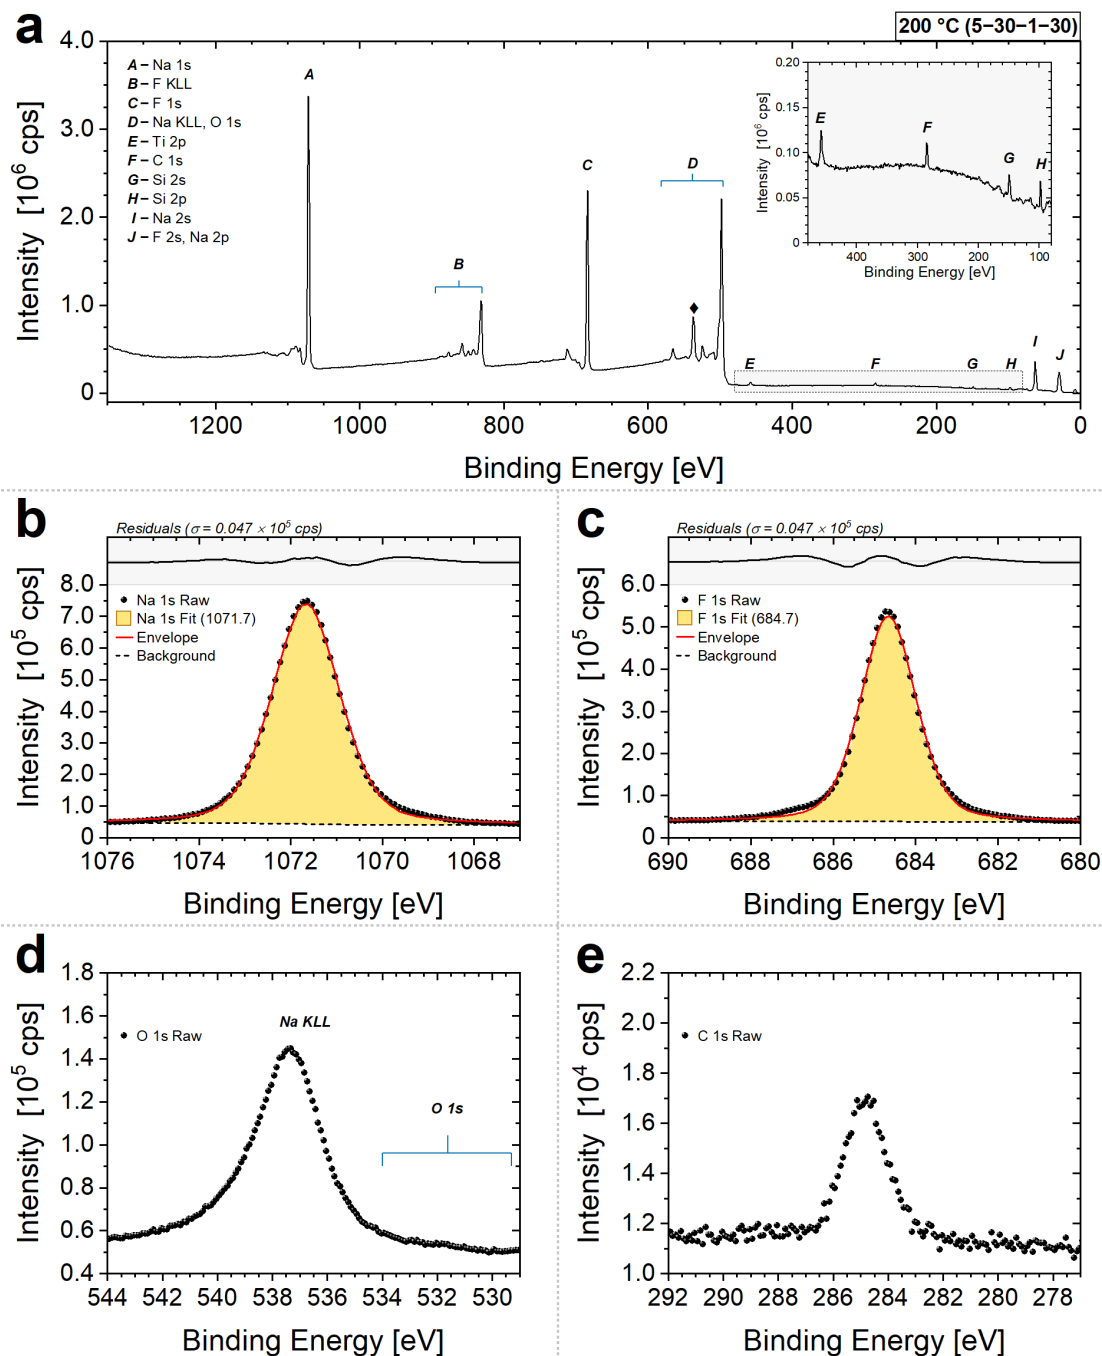 a
200 °C (5−30−1−30)
4.0
3.0
2.0
1.0
0
Intensity [10⁶ cps]
A – Na 1s
B – F KLL
C – F 1s
D – Na KLL, O 1s
E – Ti 2p
F – C 1s
G – Si 2s
H – Si 2p
I – Na 2s
J – F 2s, Na 2p
A
B
C
D
♦
E
F
G
H
I
J
0.20
0.15
0.10
0.05
0
Intensity [10⁶ cps]
E
F
G
H
400 300 200 100
Binding Energy [eV]
1200 1000 800 600 400 200 0
Binding Energy [eV]
b
Residuals (σ = 0.047 × 10⁵ cps)
8.0
7.0
6.0
5.0
4.0
3.0
2.0
1.0
0
Intensity [10⁵ cps]
Na 1s Raw
Na 1s Fit (1071.7)
Envelope
Background
1076 1074 1072 1070 1068
Binding Energy [eV]
c
Residuals (σ = 0.047 × 10⁵ cps)
6.0
5.0
4.0
3.0
2.0
1.0
0
Intensity [10⁵ cps]
F 1s Raw
F 1s Fit (684.7)
Envelope
Background
690 688 686 684 682 680
Binding Energy [eV]
d
1.8
1.6
1.4
1.2
1.0
0.8
0.6
0.4
Intensity [10⁵ cps]
O 1s Raw
Na KLL
O 1s
544 542 540 538 536 534 532 530
Binding Energy [eV]
e
2.2
2.0
1.8
1.6
1.4
1.2
1.0
Intensity [10⁴ cps]
C 1s Raw
292 290 288 286 284 282 280 278
Binding Energy [eV]